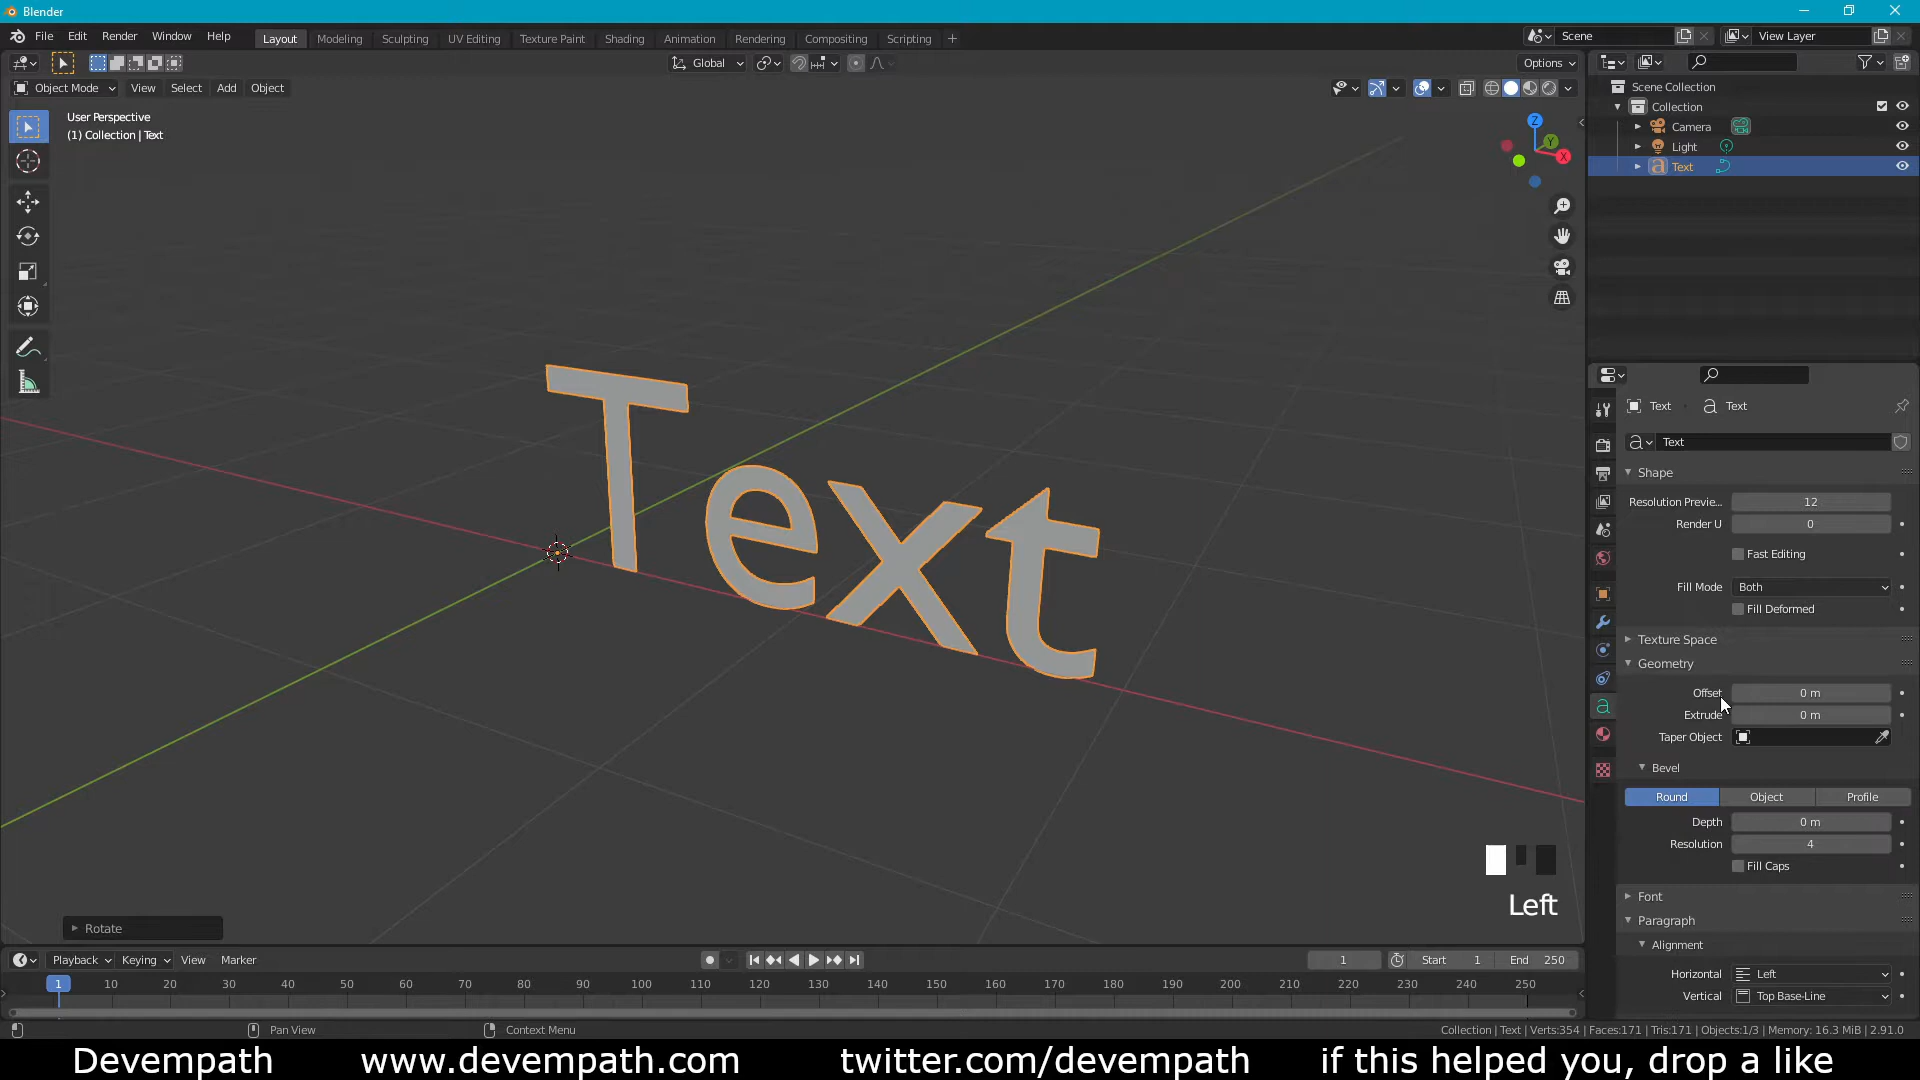 Blender
File Edit Render Window Help Layout Modeling Sculpting UV Editing Texture Paint Shading Animation Rendering Compositing Scripting + Scene View Layer
Global Options
Object Mode View Select Add Object
User Perspective
(1) Collection | Text
Z
Y
X
Text
Left
Rotate
Scene Collection
Collection
Camera
Light
Text
Text Text
Text
Shape
Resolution Previe... 12
Render U 0
Fast Editing
Fill Mode Both
Fill Deformed
Texture Space
Geometry
Offset 0 m
Extrude 0 m
Taper Object
Bevel
Round Object Profile
Depth 0 m
Resolution 4
Fill Caps
Font
Paragraph
Alignment
Horizontal Left
Vertical Top Base-Line
Playback Keying View Marker 1 Start 1 End 250
1 10 20 30 40 50 60 70 80 90 100 110 120 130 140 150 160 170 180 190 200 210 220 230 240 250
Pan View Context Menu Collection | Text | Verts:354 | Faces:171 | Tris:171 | Objects:1/3 | Memory: 16.3 MiB | 2.91.0
Devempath www.devempath.com twitter.com/devempath if this helped you, drop a like